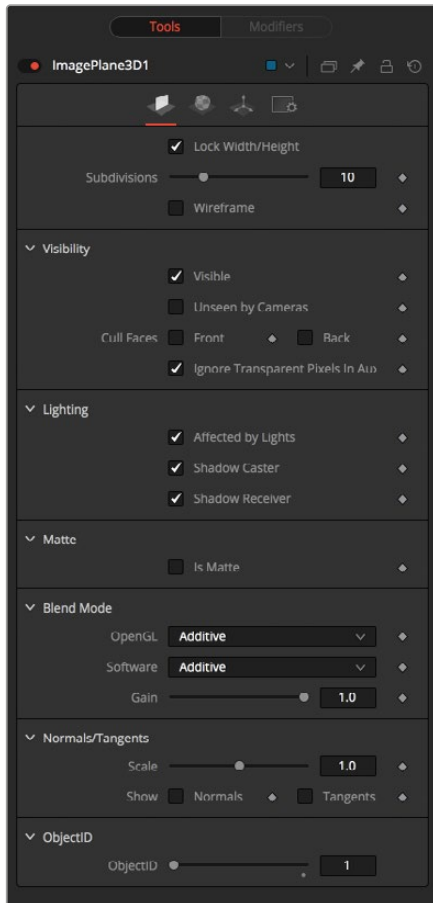 Tools Modifiers
ImagePlane3D1
Lock Width/Height
Subdivisions 10
Wireframe
Visibility
Visible
Unseen by Cameras
Cull Faces Front Back
Ignore Transparent Pixels In Aux
Lighting
Affected by Lights
Shadow Caster
Shadow Receiver
Matte
Is Matte
Blend Mode
OpenGL Additive
Software Additive
Gain 1.0
Normals/Tangents
Scale 1.0
Show Normals Tangents
ObjectID
ObjectID 1